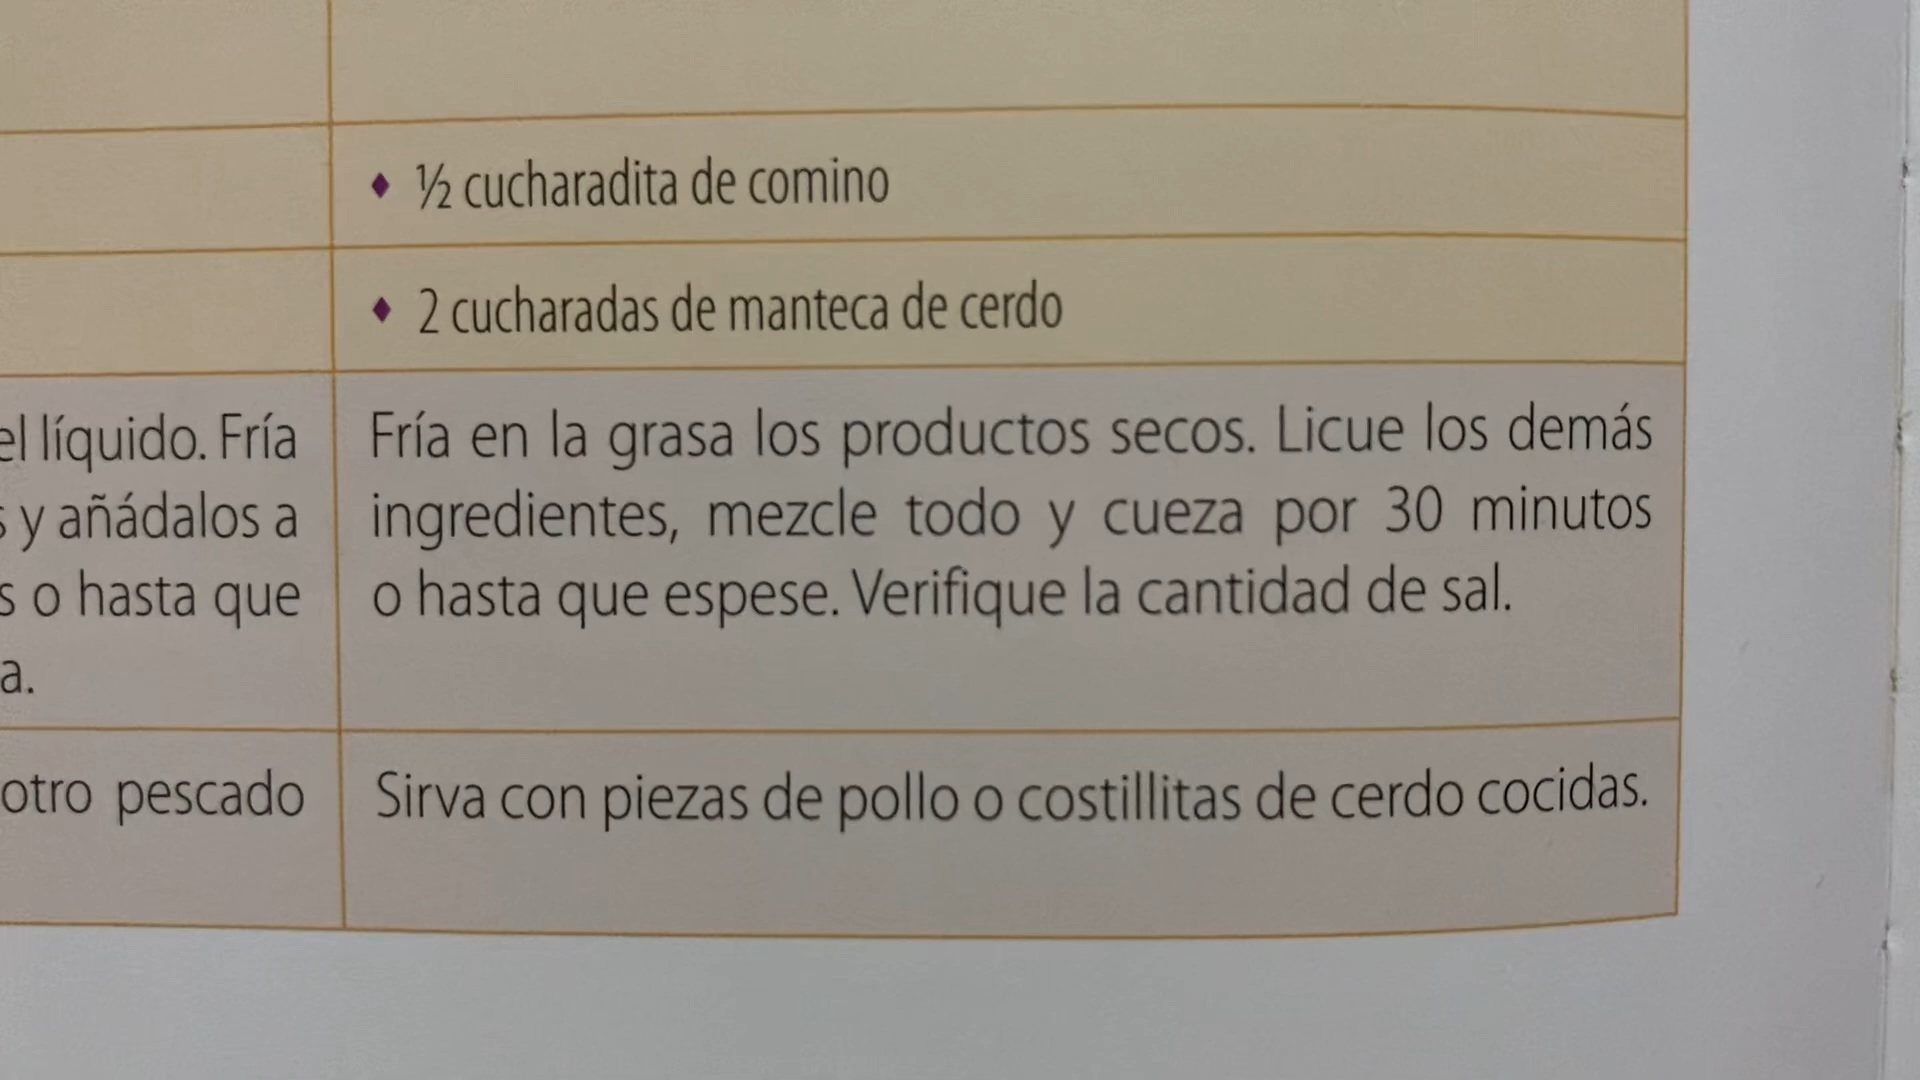 ♦ ½ cucharadita de comino
♦ 2 cucharadas de manteca de cerdo
el líquido. Fría
y añádalos a
s o hasta que
a.
Fría en la grasa los productos secos. Licue los demás
ingredientes, mezcle todo y cueza por 30 minutos
o hasta que espese. Verifique la cantidad de sal.
otro pescado
Sirva con piezas de pollo o costillitas de cerdo cocidas.